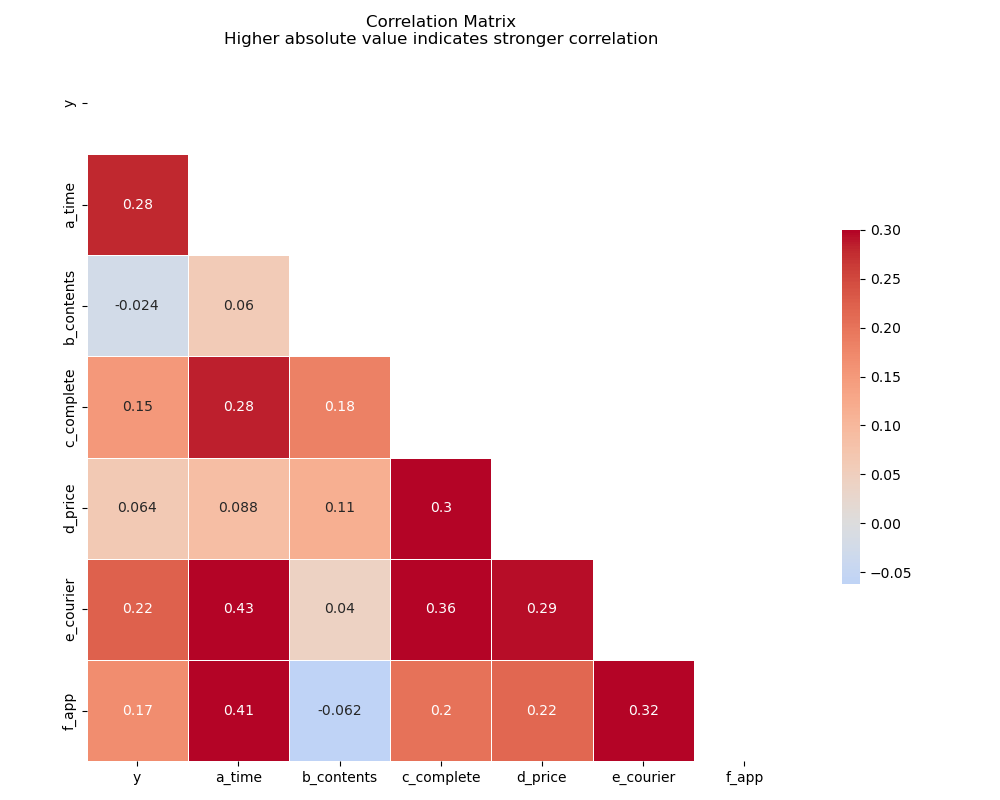 Correlation Matrix
Higher absolute value indicates stronger correlation
y
a_time
0.28
b_contents
-0.024 0.06
c_complete
0.15 0.28 0.18
d_price
0.064 0.088 0.11 0.3
e_courier
0.22 0.43 0.04 0.36 0.29
f_app
0.17 0.41 -0.062 0.2 0.22 0.32
y a_time b_contents c_complete d_price e_courier f_app
0.30
0.25
0.20
0.15
0.10
0.05
0.00
−0.05